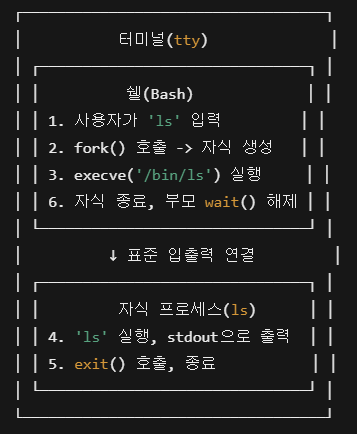 터미널(tty)
쉘(Bash)
1. 사용자가 'ls' 입력
2. fork() 호출 -> 자식 생성
3. execve('/bin/ls') 실행
6. 자식 종료, 부모 wait() 해제
↓ 표준 입출력 연결
자식 프로세스(ls)
4. 'ls' 실행, stdout으로 출력
5. exit() 호출, 종료